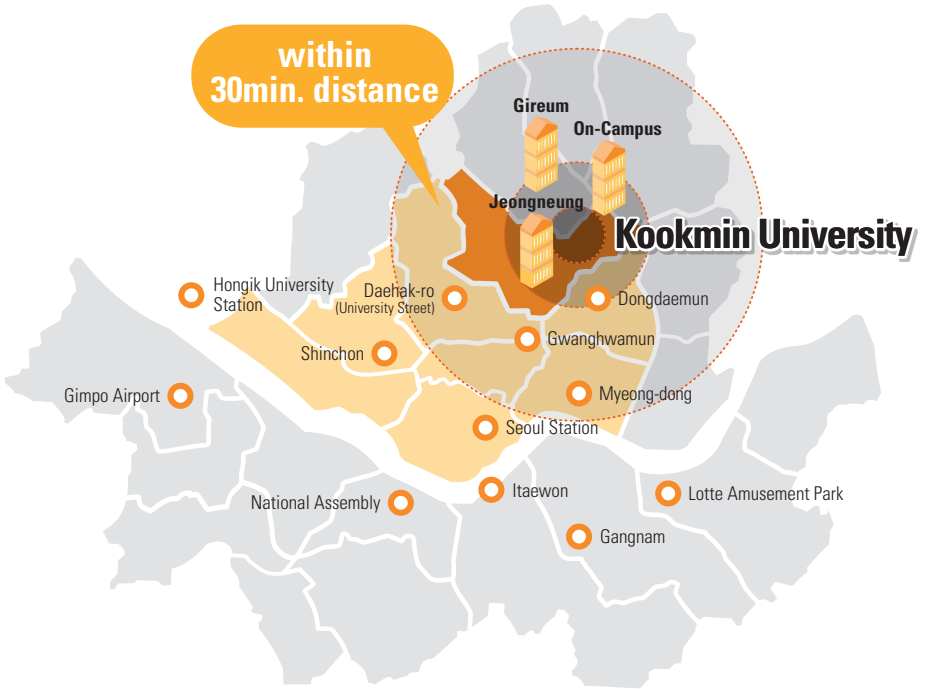 within
30min. distance
Gireum
On-Campus
Jeongneung
Kookmin University
Hongik University
Station
Daehak-ro
(University Street)
Dongdaemun
Shinchon
Gwanghwamun
Gimpo Airport
Myeong-dong
Seoul Station
National Assembly
Itaewon
Lotte Amusement Park
Gangnam